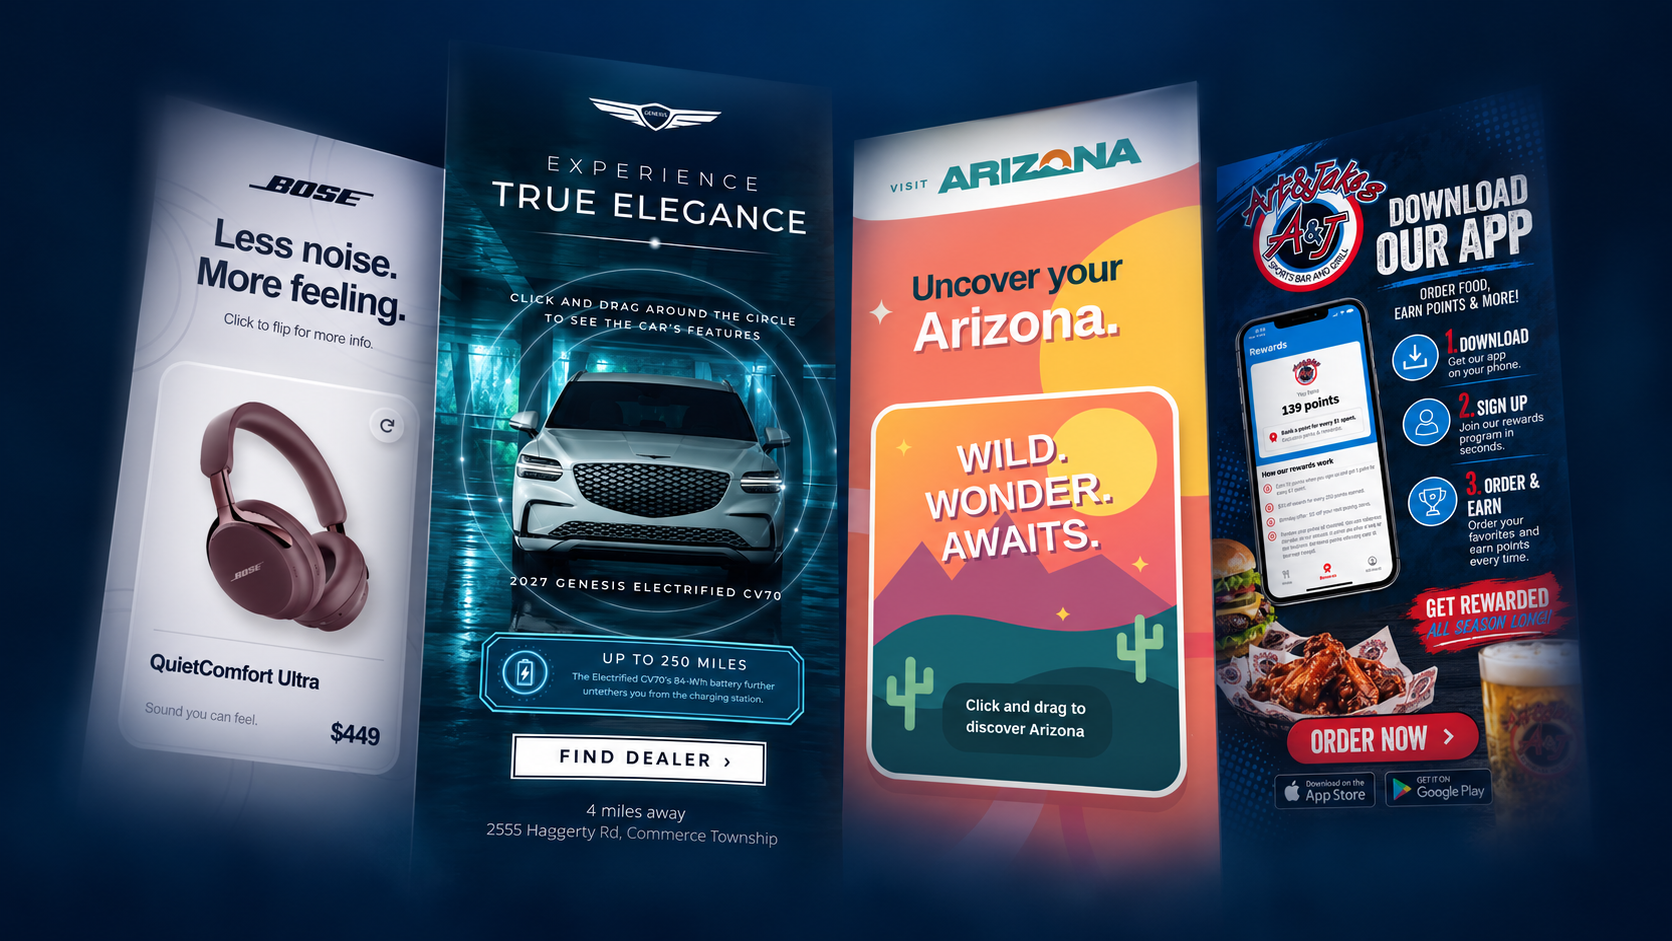 BOSE
Less noise.
More feeling.
Click to flip for more info.
BOSE
QuietComfort Ultra
Sound you can feel.
$449
GENESIS
EXPERIENCE
TRUE ELEGANCE
CLICK AND DRAG AROUND THE CIRCLE
TO SEE THE CAR'S FEATURES
2027 GENESIS ELECTRIFIED CV70
UP TO 250 MILES
The Electrified CV70's 84-kWh battery further
untethers you from the charging station.
FIND DEALER ›
4 miles away
2555 Haggerty Rd, Commerce Township
VISIT ARIZONA
Uncover your
Arizona.
WILD.
WONDER.
AWAITS.
Click and drag to
discover Arizona
Art & Jake's
A&J
SPORTS BAR AND GRILL
DOWNLOAD
OUR APP
ORDER FOOD,
EARN POINTS & MORE!
Rewards
139 points
How our rewards work
Rewards
1. DOWNLOAD
Get our app
on your phone.
2. SIGN UP
Join our rewards
program in
seconds.
3. ORDER &
EARN
Order your
favorites and
earn points
every time.
GET REWARDED
ALL SEASON LONG!!
ORDER NOW
Download on the
App Store
GET IT ON
Google Play
A&J